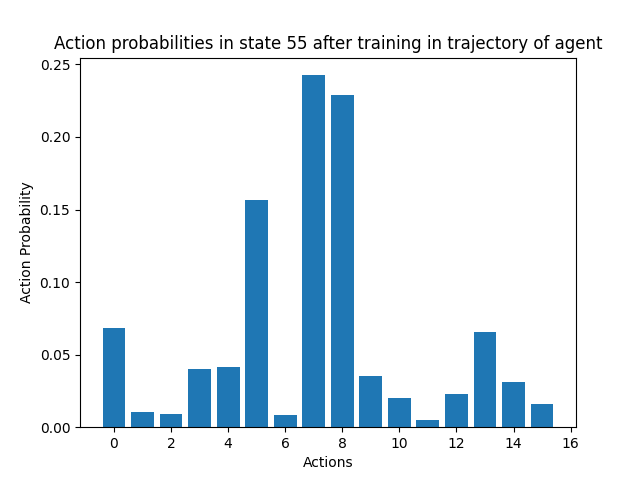 Action probabilities in state 55 after training in trajectory of agent
0.25
0.20
0.15
0.10
0.05
0.00
Action Probability
0 2 4 6 8 10 12 14 16
Actions